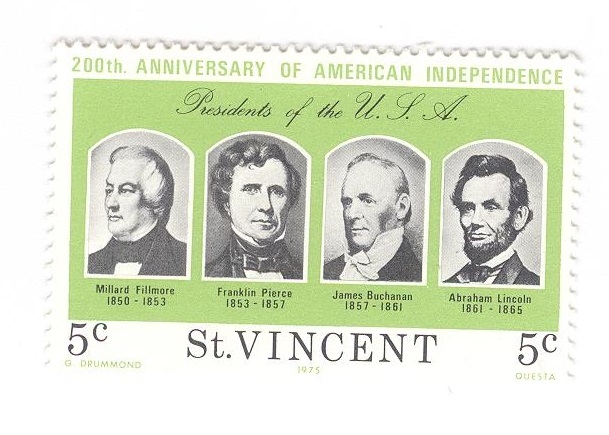 200th. ANNIVERSARY OF AMERICAN INDEPENDENCE
Presidents of the U. S. A.
Millard Fillmore
1850 - 1853
Franklin Pierce
1853 - 1857
James Buchanan
1857 - 1861
Abraham Lincoln
1861 - 1865
5c St. VINCENT 5c
G. DRUMMOND 1975 QUESTA